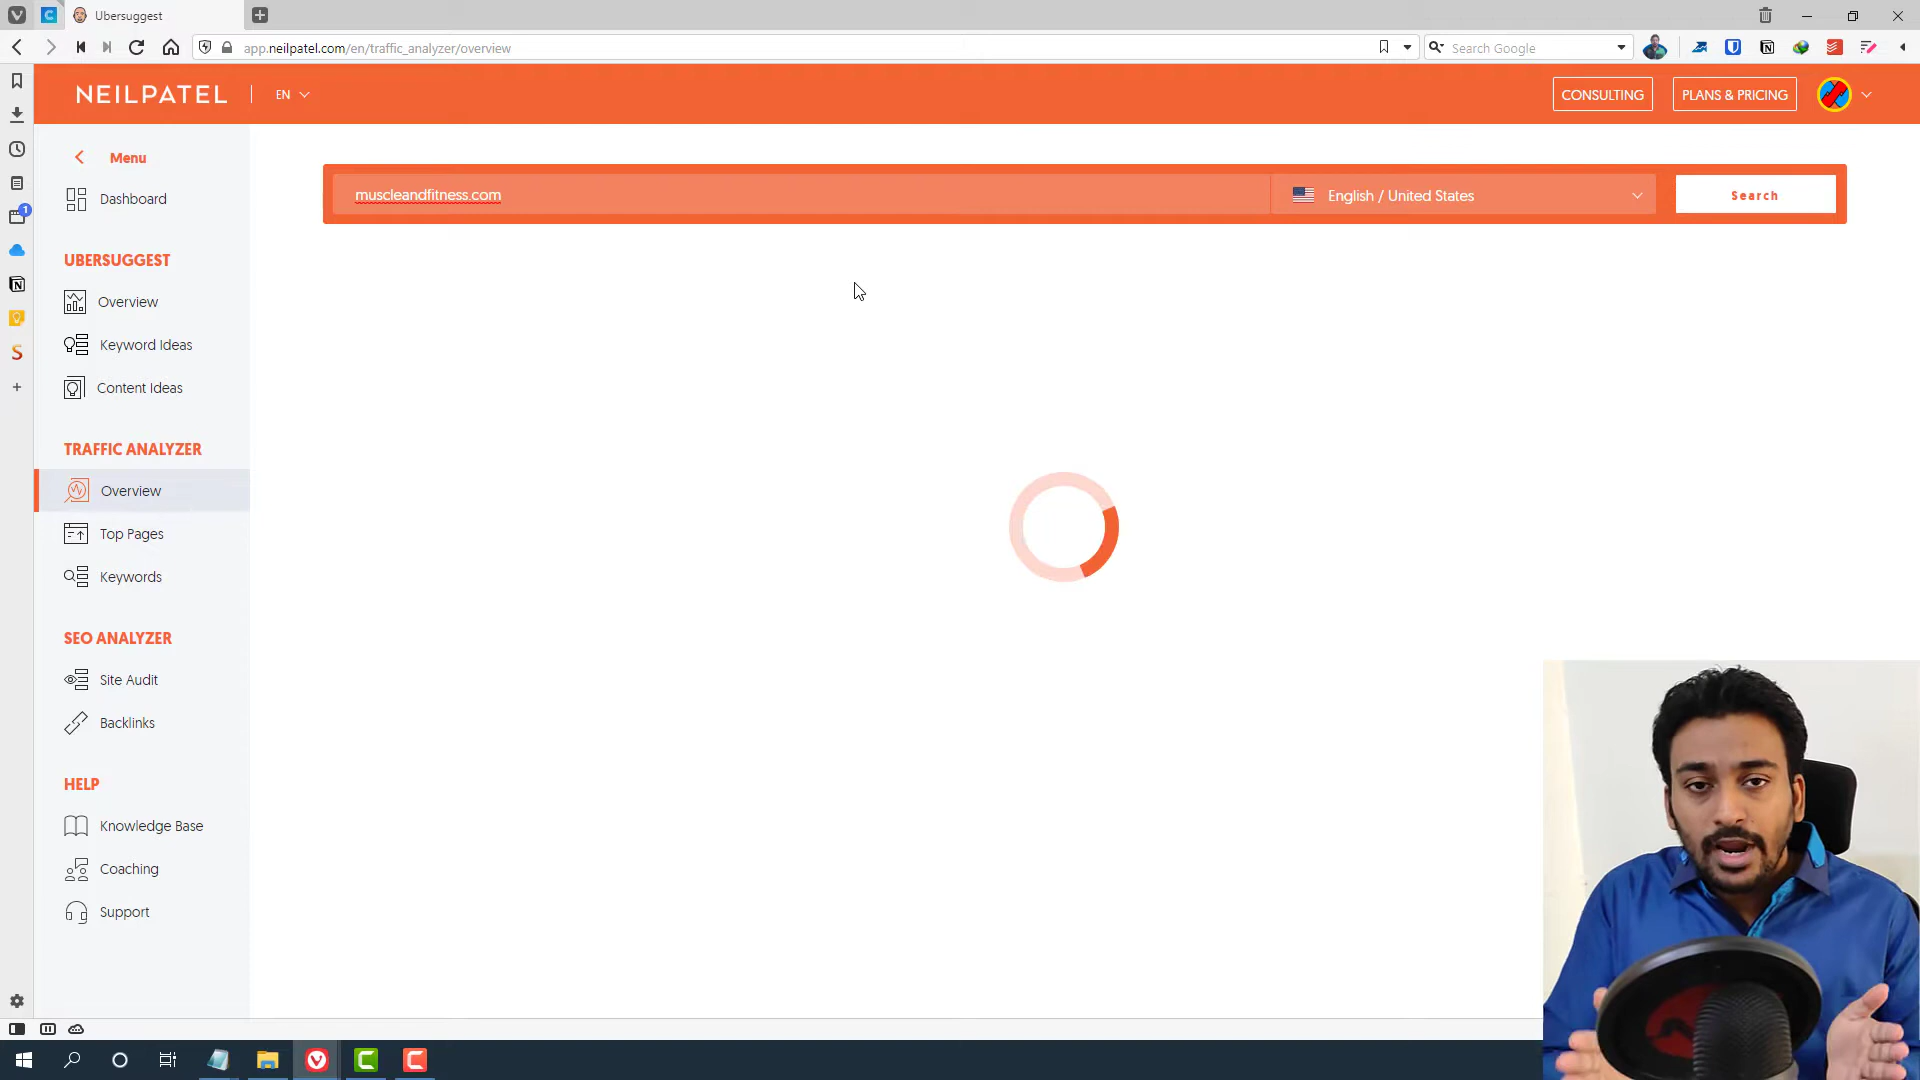 Ubersuggest
app.neilpatel.com/en/traffic_analyzer/overview
Search Google
NEILPATEL
EN
CONSULTING
PLANS & PRICING
Menu
muscleandfitness.com
English / United States
Search
Dashboard
UBERSUGGEST
Overview
Keyword Ideas
Content Ideas
TRAFFIC ANALYZER
Overview
Top Pages
Keywords
SEO ANALYZER
Site Audit
Backlinks
HELP
Knowledge Base
Coaching
Support
1